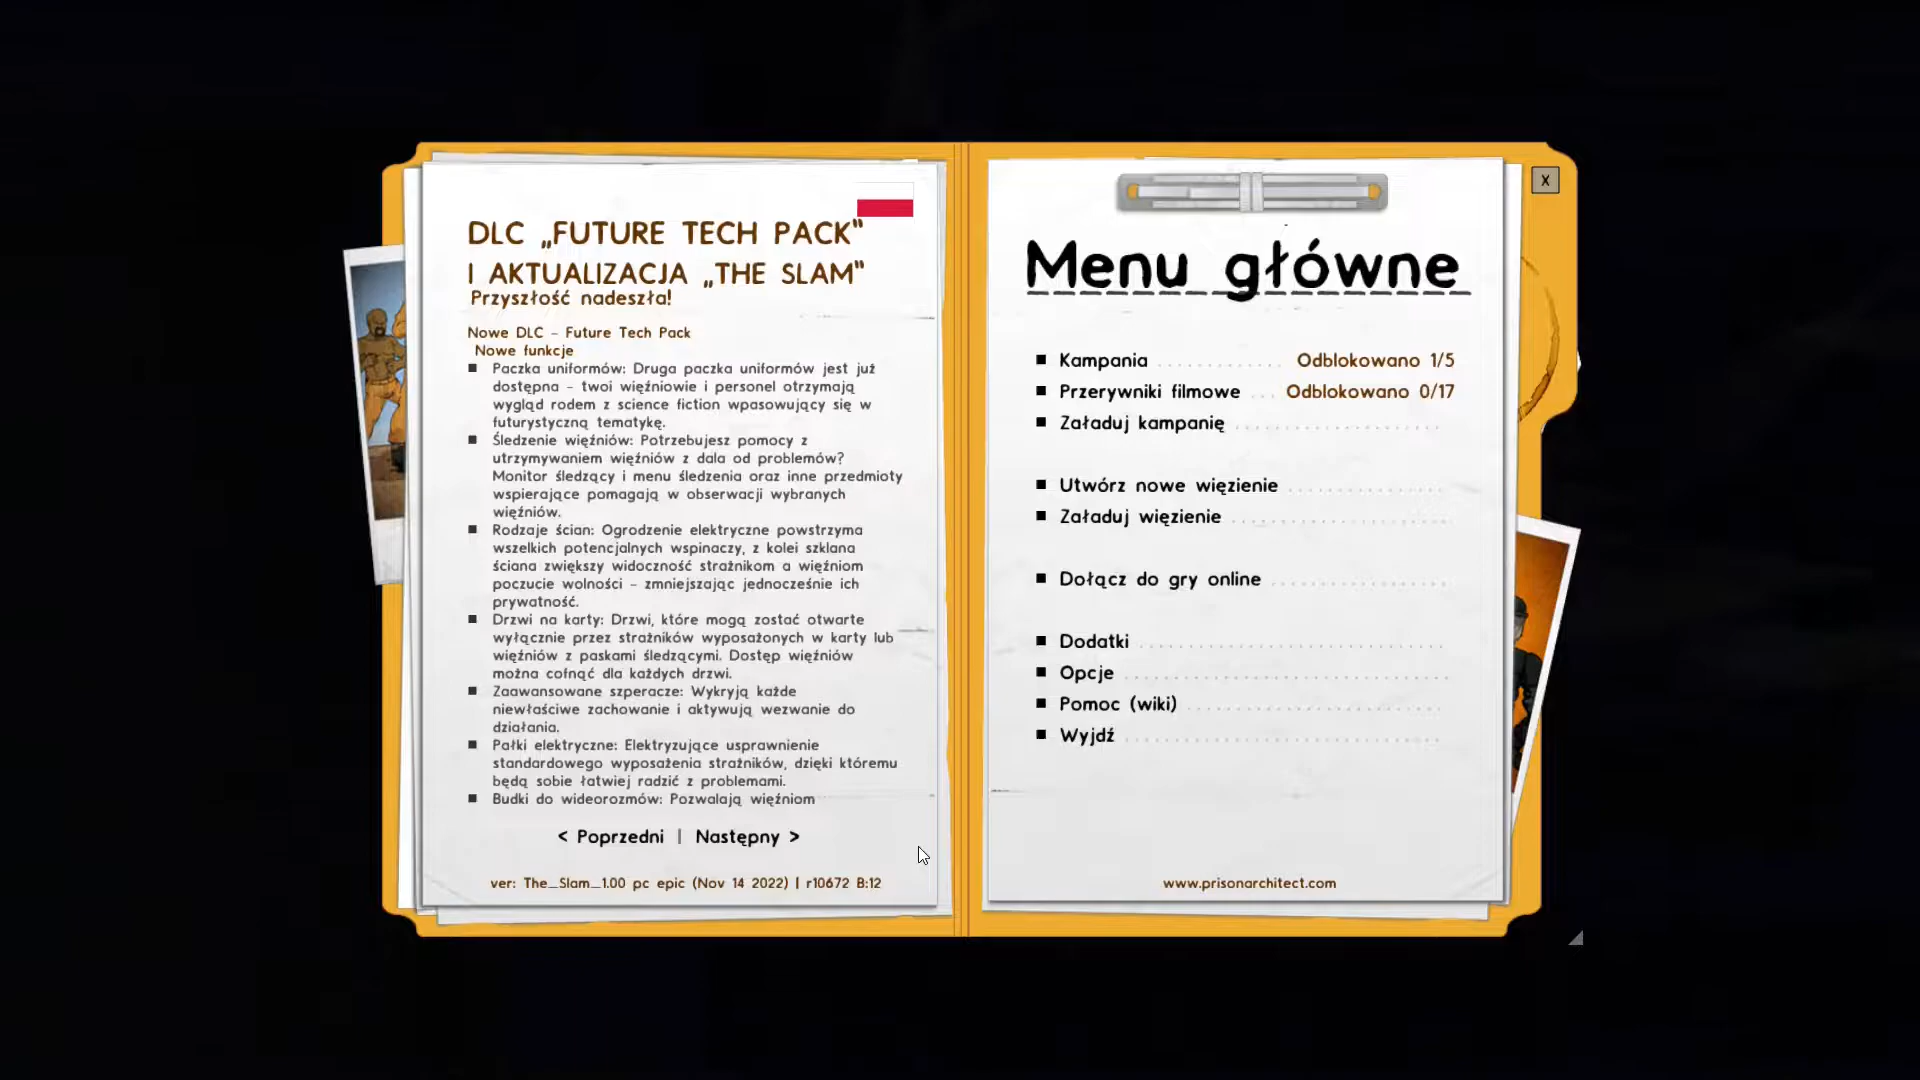 DLC „FUTURE TECH PACK”
I AKTUALIZACJA „THE SLAM”
Przyszłość nadeszła!
Nowe DLC - Future Tech Pack
Nowe funkcje
Paczka uniformów: Druga paczka uniformów jest już
dostępna - twoi więźniowie i personel otrzymają
wygląd rodem z science fiction wpasowujący się w
futurystyczną tematykę.
Śledzenie więźniów: Potrzebujesz pomocy z
utrzymywaniem więźniów z dala od problemów?
Monitor śledzący i menu śledzenia oraz inne przedmioty
wspierające pomagają w obserwacji wybranych
więźniów.
Rodzaje ścian: Ogrodzenie elektryczne powstrzyma
wszelkich potencjalnych wspinaczy, z kolei szklana
ściana zwiększy widoczność strażnikom a więźniom
poczucie wolności - zmniejszając jednocześnie ich
prywatność.
Drzwi na karty: Drzwi, które mogą zostać otwarte
wyłącznie przez strażników wyposażonych w karty lub
więźniów z paskami śledzącymi. Dostęp więźniów
można cofnąć dla każdych drzwi.
Zaawansowane szperacze: Wykryją każde
niewłaściwe zachowanie i aktywują wezwanie do
działania.
Pałki elektryczne: Elektryzujące usprawnienie
standardowego wyposażenia strażników, dzięki któremu
będą sobie łatwiej radzić z problemami.
Budki do wideorozmów: Pozwalają więźniom
< Poprzedni | Następny >
ver: The_Slam_1.00 pc epic (Nov 14 2022) | r10672 B:12
X
Menu główne
Kampania .............. Odblokowano 1/5
Przerywniki filmowe ... Odblokowano 0/17
Załaduj kampanię
Utwórz nowe więzienie
Załaduj więzienie
Dołącz do gry online
Dodatki
Opcje
Pomoc (wiki)
Wyjdź
www.prisonarchitect.com